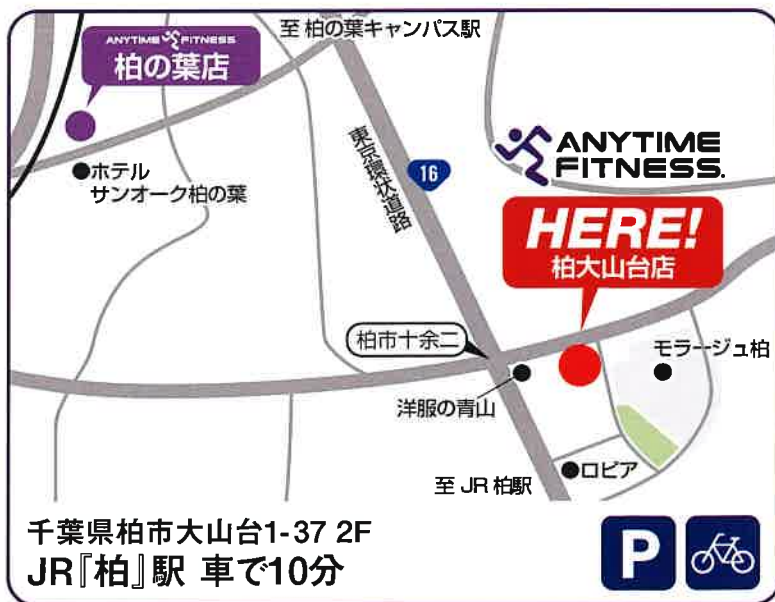 至 柏の葉キャンパス駅
ANYTIME FITNESS
柏の葉店
ホテル
サンオーク柏の葉
東京環状道路
16
ANYTIME
FITNESS.
HERE!
柏大山台店
柏市十余二
モラージュ柏
洋服の青山
ロピア
至 JR 柏駅
千葉県柏市大山台1-37 2F
JR『柏』駅 車で10分
P